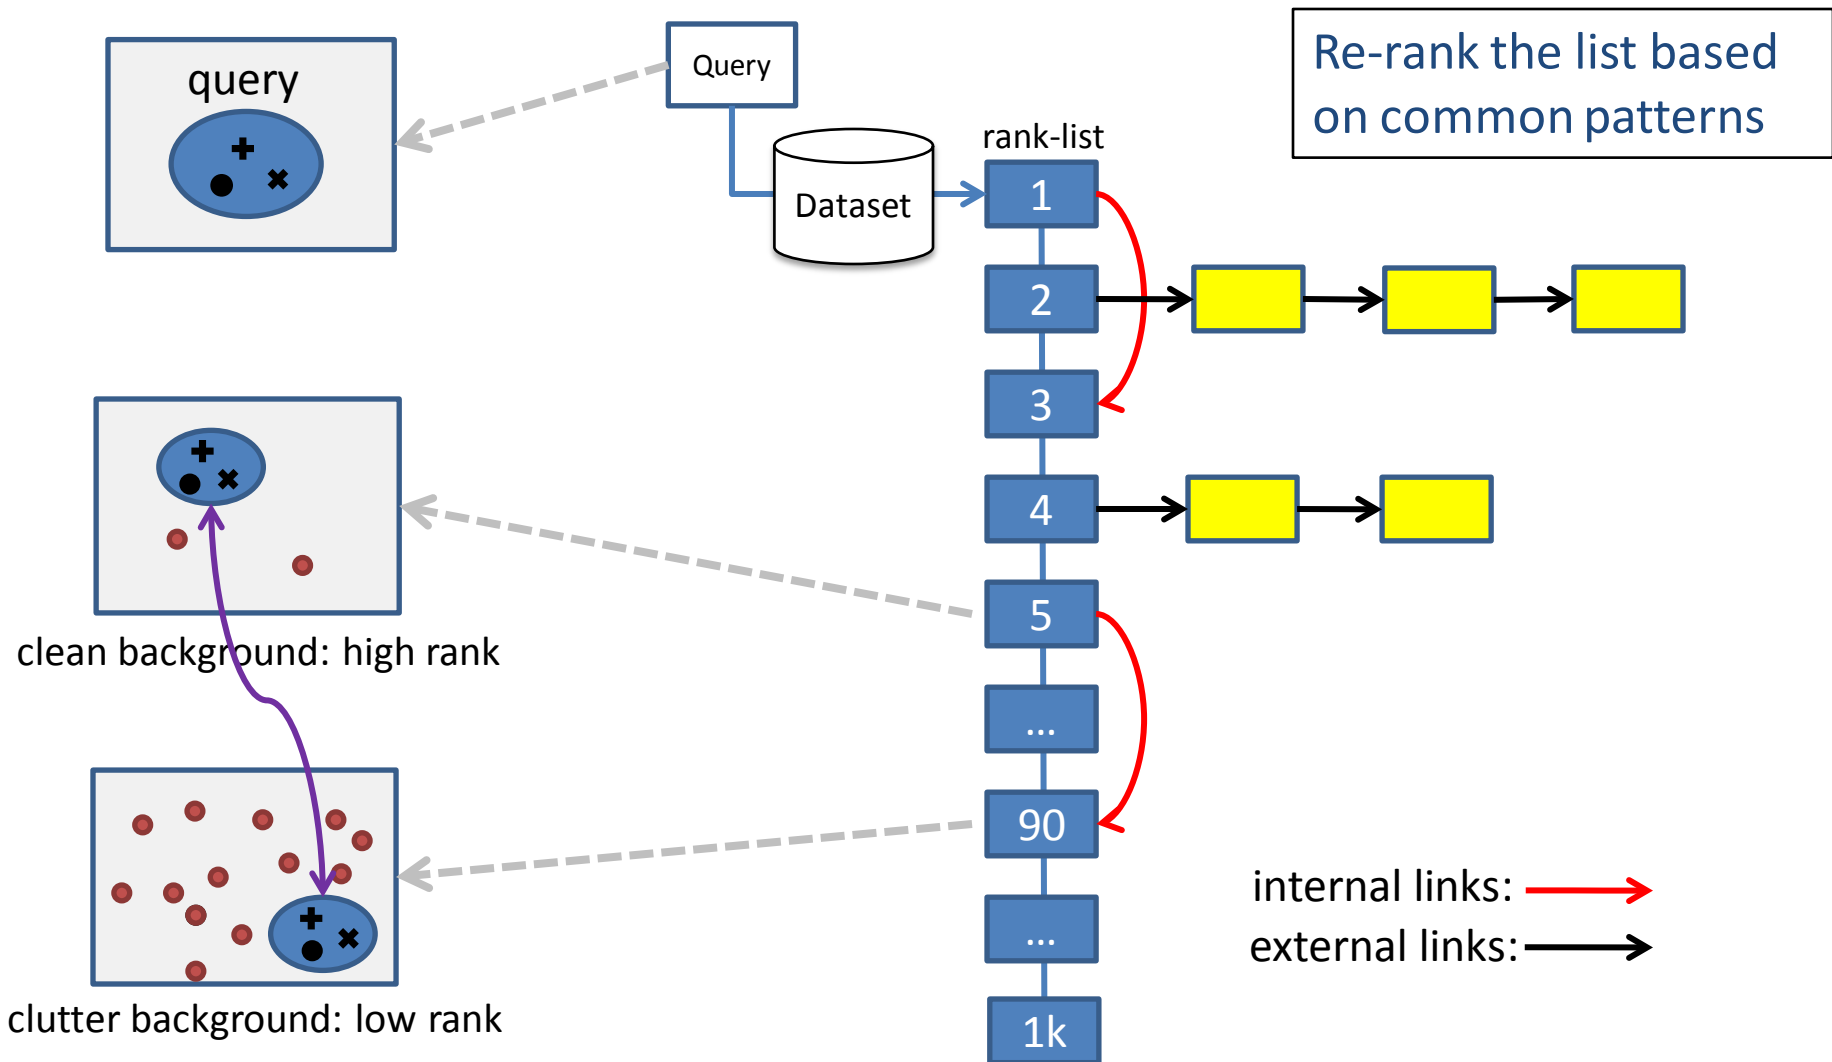 query
Query
Dataset
rank-list
Re-rank the list based
on common patterns
1
2
3
4
5
...
90
...
1k
clean background: high rank
clutter background: low rank
internal links:
external links: